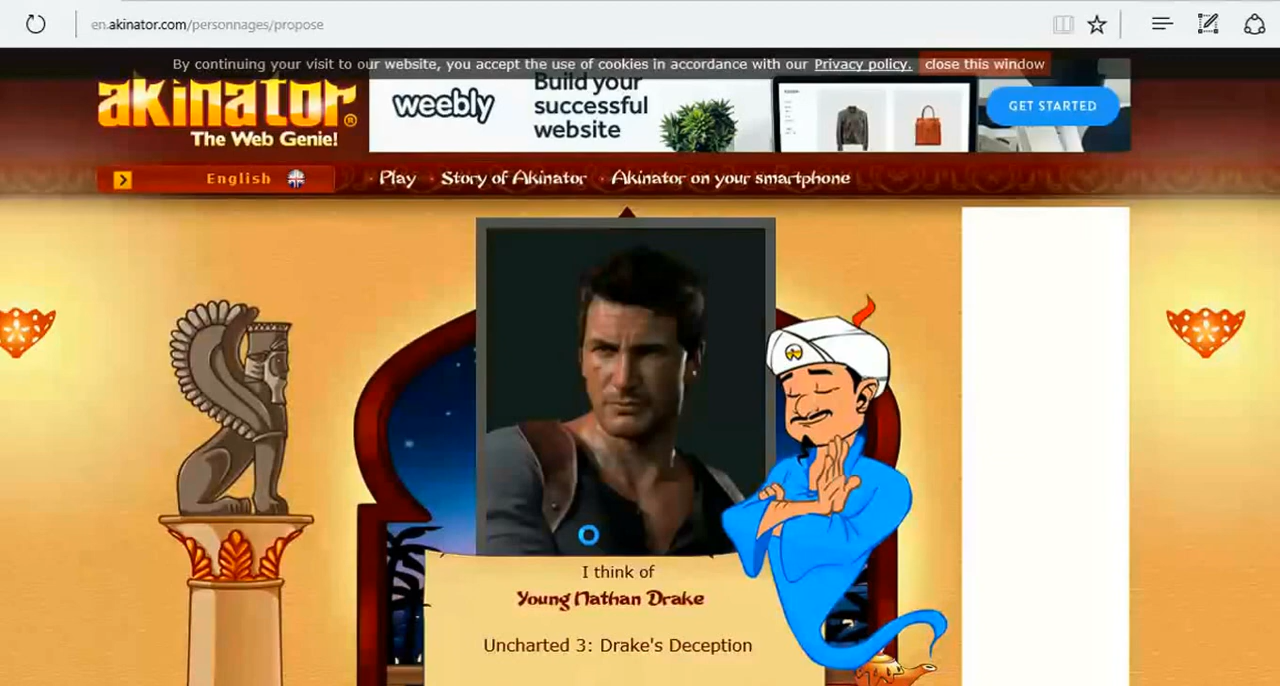 en.akinator.com/personnages/propose
By continuing your visit to our website, you accept the use of cookies in accordance with our Privacy policy. close this window
akinator®
The Web Genie!
weebly
Build your
successful
website
GET STARTED
English
· Play · Story of Akinator · Akinator on your smartphone
I think of
Young Nathan Drake
Uncharted 3: Drake's Deception